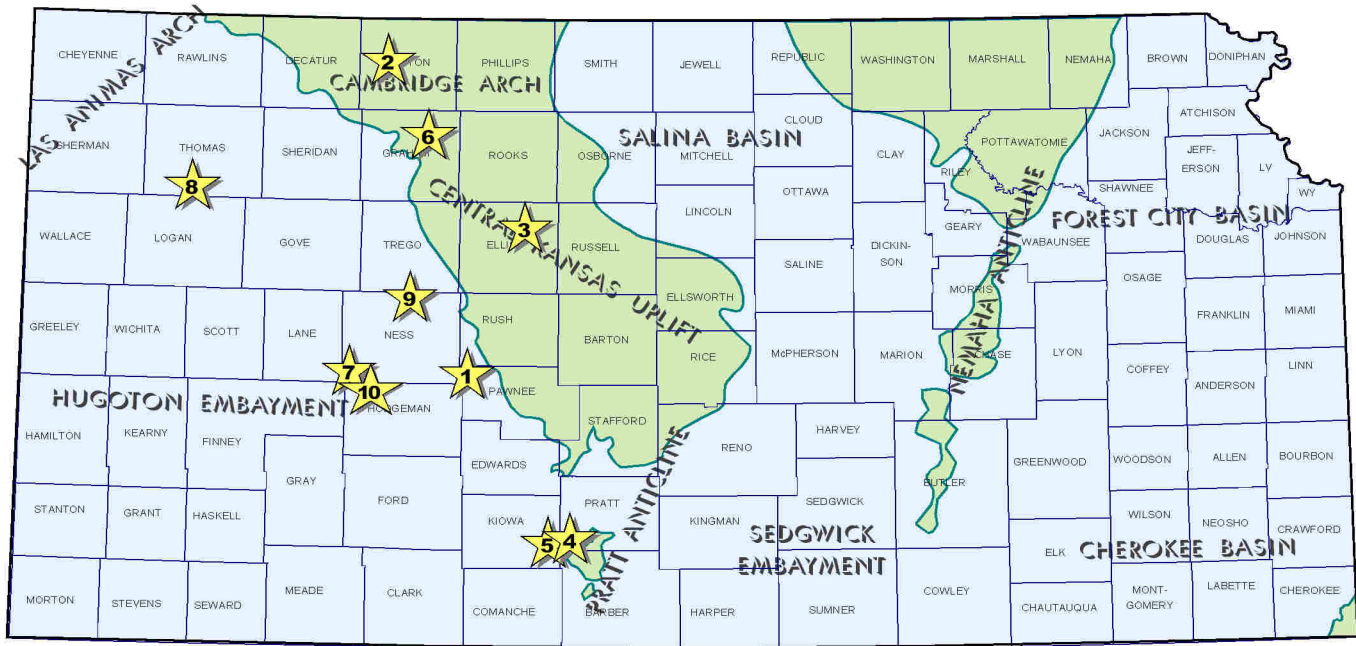 CHEYENNE
RAWLINS
DECATUR
PHILLIPS
SMITH
JEWELL
REPUBLIC
WASHINGTON
MARSHALL
NEMAHA
BROWN
DONIPHAN
LAS ANIMAS ARCH
2
CAMBRIDGE ARCH
SHERMAN
THOMAS
SHERIDAN
6
ROOKS
OSBORNE
MITCHELL
SALINA BASIN
CLOUD
CLAY
RILEY
POTTAWATOMIE
JACKSON
ATCHISON
JEFF-
ERSON
LV
WY
SHAWNEE
8
CENTRAL KANSAS UPLIFT
OTTAWA
LINCOLN
WALLACE
LOGAN
GOVE
TREGO
3
RUSSELL
SALINE
DICKIN-
SON
GEARY
WABAUNSEE
FOREST CITY BASIN
DOUGLAS
JOHNSON
NEMAHA ANTICLINE
OSAGE
9
ELLSWORTH
MORRIS
GREELEY
WICHITA
SCOTT
LANE
NESS
RUSH
BARTON
RICE
McPHERSON
MARION
CHASE
LYON
FRANKLIN
MIAMI
COFFEY
ANDERSON
LINN
7
10
1
PAWNEE
HUGOTON EMBAYMENT
HODGEMAN
STAFFORD
HAMILTON
KEARNY
FINNEY
GRAY
EDWARDS
RENO
HARVEY
BUTLER
GREENWOOD
WOODSON
ALLEN
BOURBON
PRATT ANTICLINE
STANTON
GRANT
HASKELL
FORD
KIOWA
PRATT
KINGMAN
SEDGWICK
SEDGWICK
EMBAYMENT
WILSON
NEOSHO
CRAWFORD
5
4
ELK
CHEROKEE BASIN
MORTON
STEVENS
SEWARD
MEADE
CLARK
COMANCHE
BARBER
HARPER
SUMNER
COWLEY
CHAUTAUQUA
MONT-
GOMERY
LABETTE
CHEROKEE